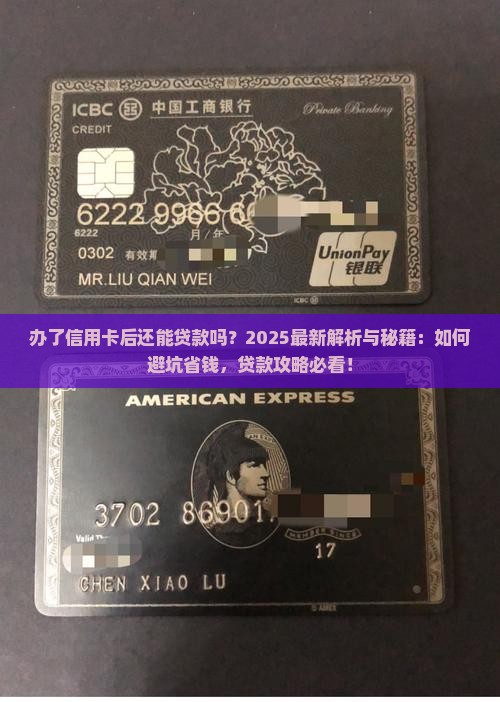 ICBC 中国工商银行
Private Banking
CREDIT
6222 9966 6
6222
月/年
0302 有效期
UnionPay
银联
MR.LIU QIAN WEI
ICBC
办了信用卡后还能贷款吗？2025最新解析与秘籍：如何
避坑省钱，贷款攻略必看！
AMERICAN EXPRESS
3702 86901
MEMBER SINCE
Valid Th
17
CHEN XIAO LU
© AMEX